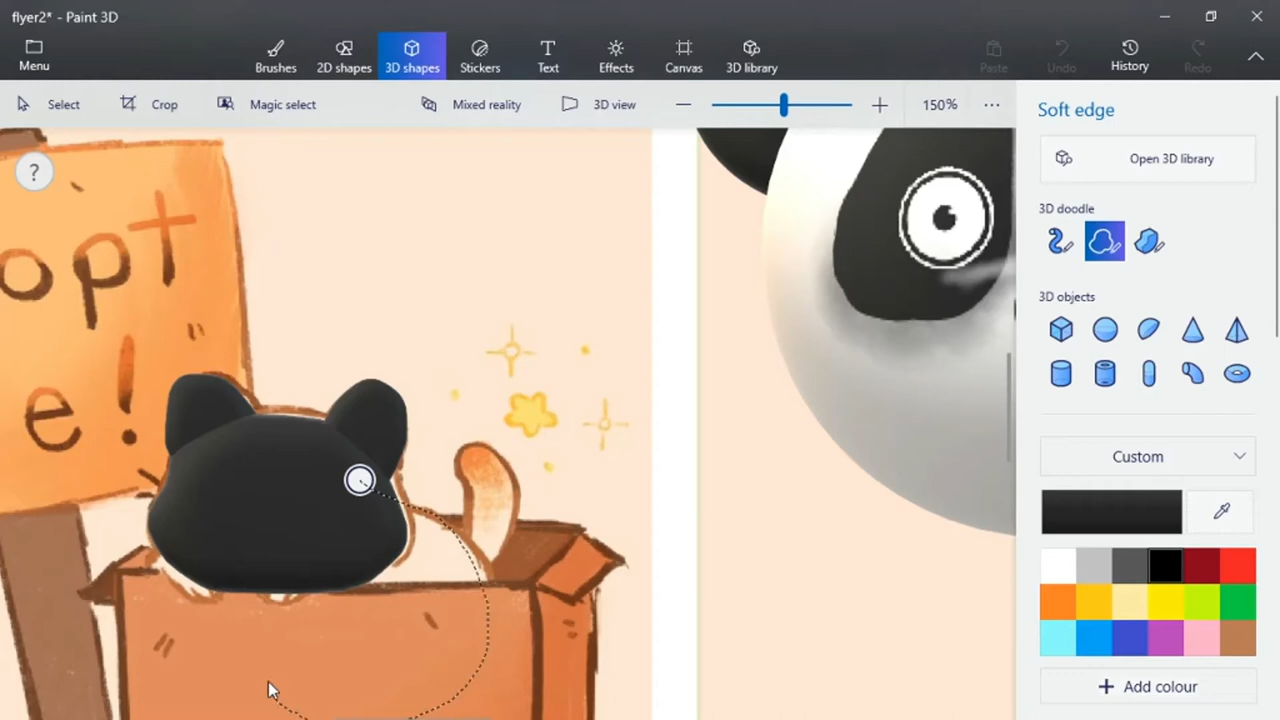 flyer2* - Paint 3D
Menu
Brushes
2D shapes
3D shapes
Stickers
Text
Effects
Canvas
3D library
Paste
Undo
History
Redo
Select
Crop
Magic select
Mixed reality
3D view
150%
Soft edge
?
Open 3D library
3D doodle
opt
3D objects
e!
Custom
Add colour